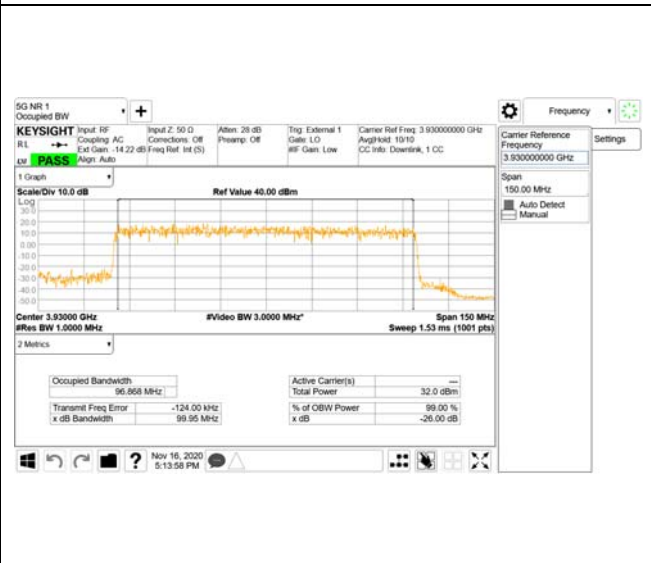 5G NR 1
Occupied BW
Frequency
KEYSIGHT
Input: RF
Input Z: 50 Ω
Atten: 28 dB
Trig: External 1
Carrier Ref Freq: 3.930000000 GHz
RL
Coupling: AC
Corrections: Off
Preamp: Off
Gate: LO
Avg|Hold: 10/10
Ext Gain: -14.22 dB
Freq Ref: Int (S)
#IF Gain: Low
CC Info: Downlink, 1 CC
PASS
Align: Auto
Carrier Reference
Frequency
3.930000000 GHz
Settings
Span
150.00 MHz
Auto Detect
Manual
1 Graph
Scale/Div 10.0 dB
Ref Value 40.00 dBm
Log
30.0
20.0
10.0
0.00
-10.0
-20.0
-30.0
-40.0
-50.0
Center 3.93000 GHz
#Video BW 3.0000 MHz*
Span 150 MHz
#Res BW 1.0000 MHz
Sweep 1.53 ms (1001 pts)
2 Metrics
Occupied Bandwidth
96.868 MHz
Active Carrier(s)
---
Total Power
32.0 dBm
Transmit Freq Error
-124.00 kHz
% of OBW Power
99.00 %
x dB Bandwidth
99.95 MHz
x dB
-26.00 dB
?
Nov 16, 2020
5:13:58 PM